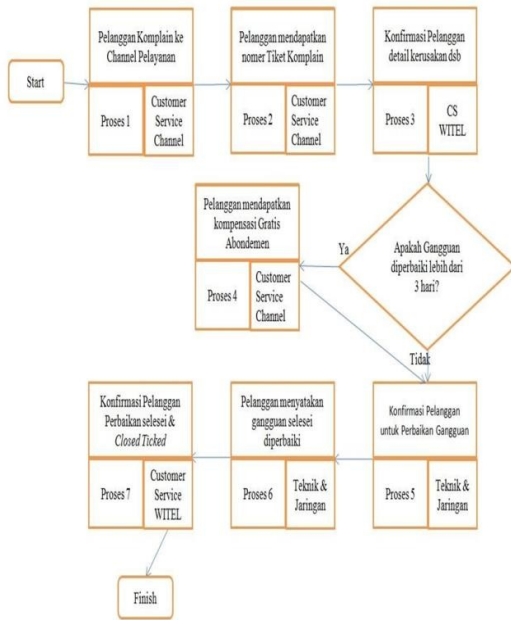 Start
Pelanggan Komplain ke
Channel Pelayanan
Proses 1
Customer
Service
Channel
Pelanggan mendapatkan
nomer Tiket Komplain
Proses 2
Customer
Service
Channel
Konfirmasi Pelanggan
detail kerusakan dsb
Proses 3
CS
WITEL
Apakah Gangguan
diperbaiki lebih dari
3 hari?
Ya
Tidak
Pelanggan mendapatkan
kompensasi Gratis
Abondemen
Proses 4
Customer
Service
Channel
Konfirmasi Pelanggan
untuk Perbaikan Gangguan
Proses 5
Teknik &
Jaringan
Pelanggan menyatakan
gangguan selesei
diperbaiki
Proses 6
Teknik &
Jaringan
Konfirmasi Pelanggan
Perbaikan selesei &
Closed Ticked
Proses 7
Customer
Service
WITEL
Finish